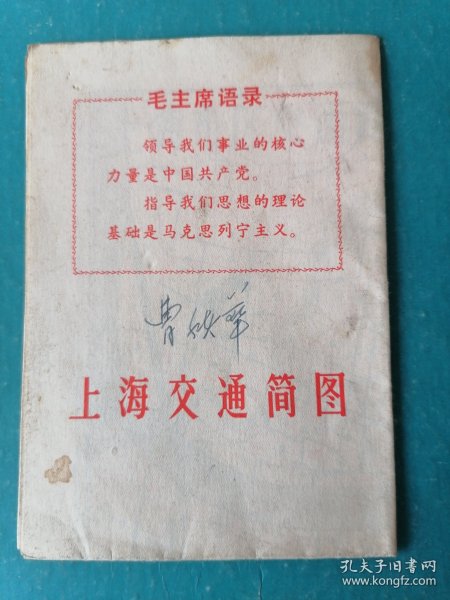 毛主席语录
领导我们事业的核心
力量是中国共产党。
指导我们思想的理论
基础是马克思列宁主义。
上海交通简图
孔夫子旧书网
www.kongfz.com